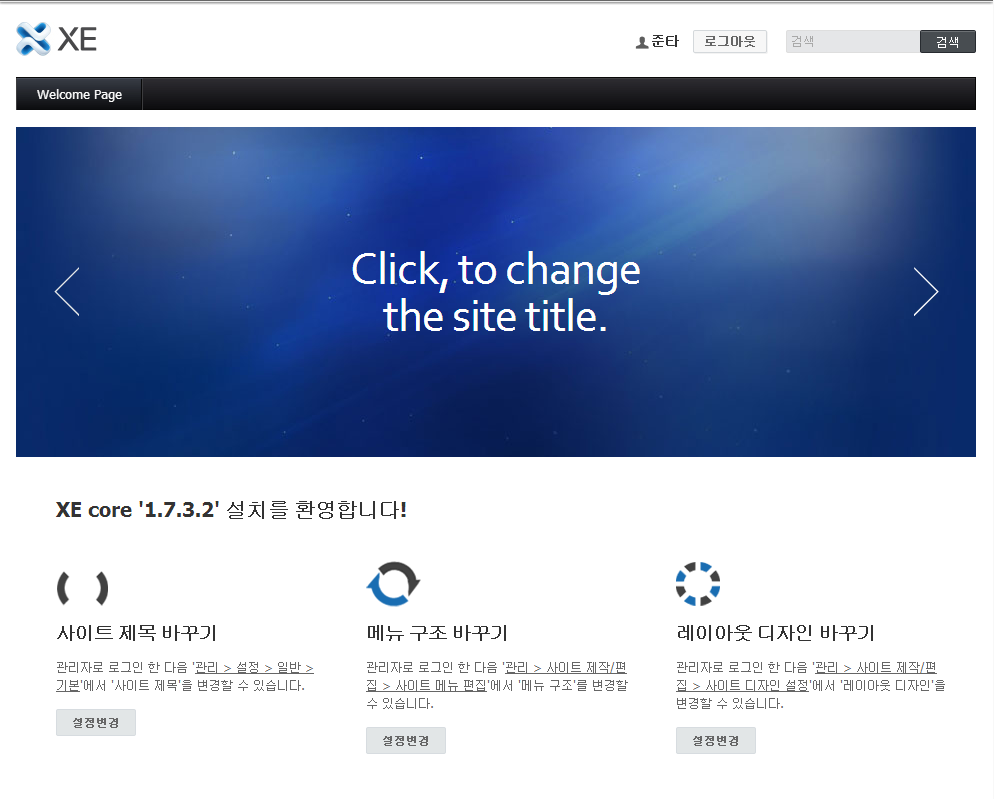 XE
준타 로그아웃 검색 검색
Welcome Page
Click, to change
the site title.
XE core '1.7.3.2' 설치를 환영합니다!
사이트 제목 바꾸기
관리자로 로그인 한 다음 '관리 > 설정 > 일반 >
기본'에서 '사이트 제목'을 변경할 수 있습니다.
설정변경
메뉴 구조 바꾸기
관리자로 로그인 한 다음 '관리 > 사이트 제작/편
집 > 사이트 메뉴 편집'에서 '메뉴 구조'를 변경할
수 있습니다.
설정변경
레이아웃 디자인 바꾸기
관리자로 로그인 한 다음 '관리 > 사이트 제작/편
집 > 사이트 디자인 설정'에서 '레이아웃 디자인'을
변경할 수 있습니다.
설정변경